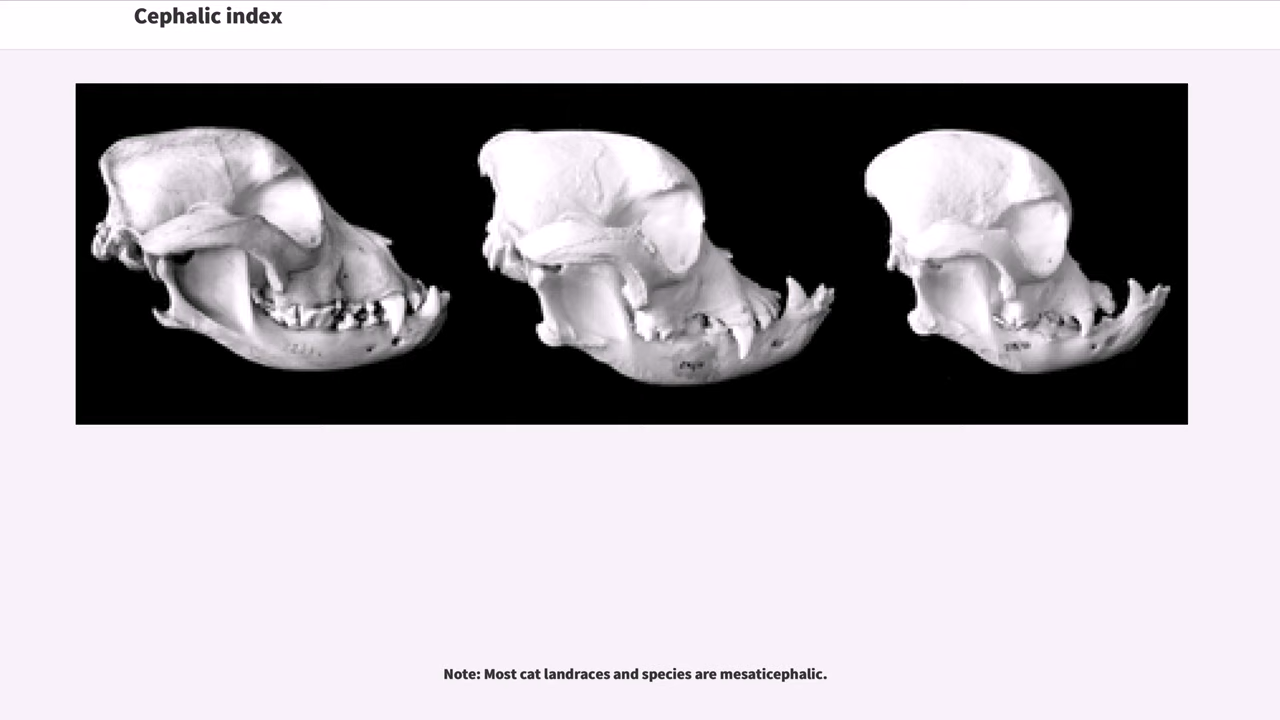 Cephalic index
Note: Most cat landraces and species are mesaticephalic.